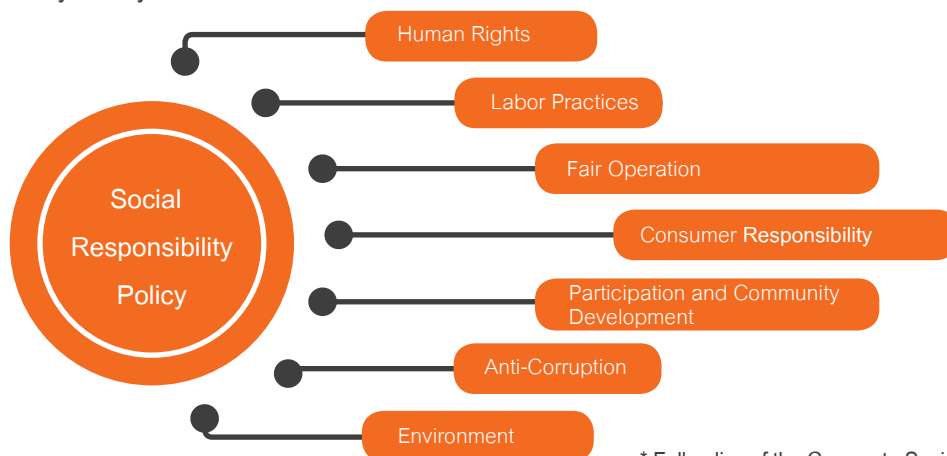 Human Rights
Labor Practices
Fair Operation
Social
Responsibility
Policy
Consumer Responsibility
Participation and Community
Development
Anti-Corruption
Environment